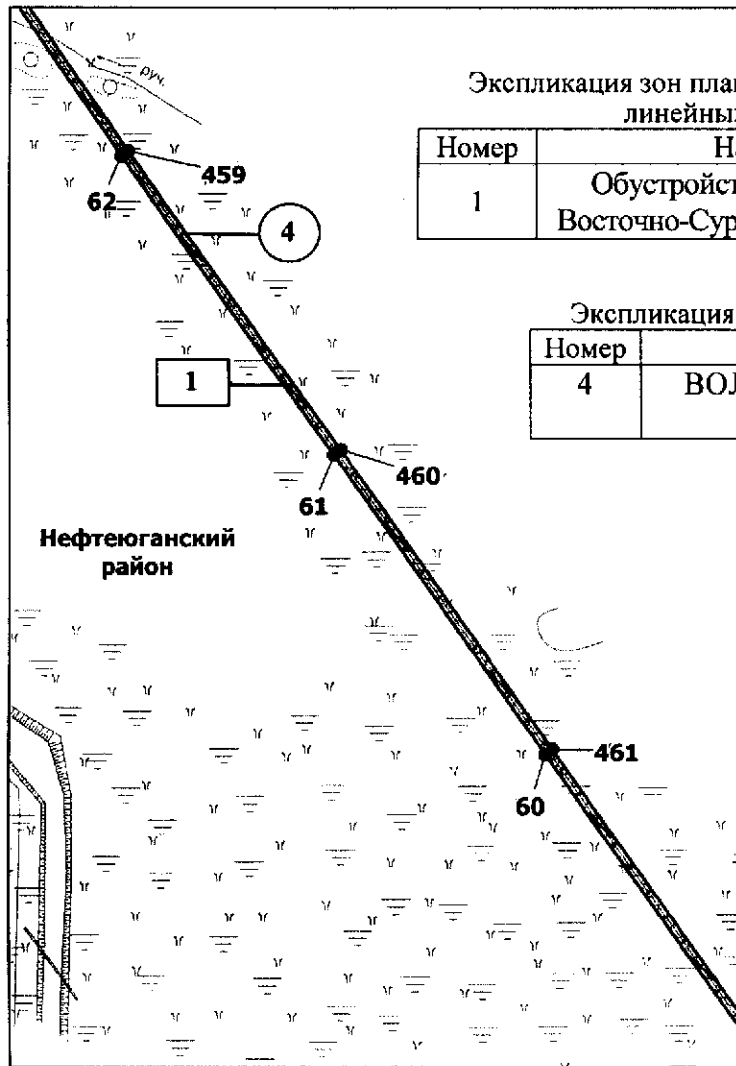 руч.
Экспликация зон
линейны
Номер
1
Обустройст
Восточно-Сур
459
62
4
Экспликация
Номер
4
ВОЛ
1
460
61
Нефтеюганский
район
461
60